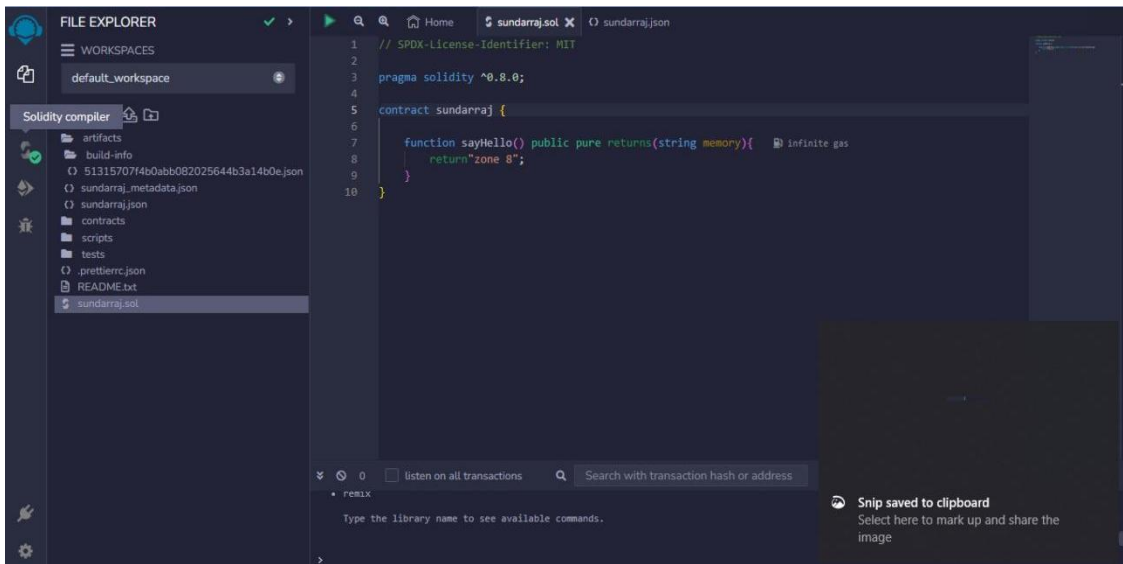 FILE EXPLORER
WORKSPACES
default_workspace
Solidity compiler
artifacts
build-info
51315707f4b0abb082025644b3a14b0e.json
sundarraj_metadata.json
sundarraj.json
contracts
scripts
tests
.prettierrc.json
README.txt
sundarraj.sol
Home
sundarraj.sol
sundarraj.json
1 // SPDX-License-Identifier: MIT
2
3 pragma solidity ^0.8.0;
4
5 contract sundarraj {
6
7 function sayHello() public pure returns(string memory){ infinite gas
8 return"zone 8";
9 }
10 }
0 listen on all transactions Search with transaction hash or address
• remix
Type the library name to see available commands.
>
Snip saved to clipboard
Select here to mark up and share the
image